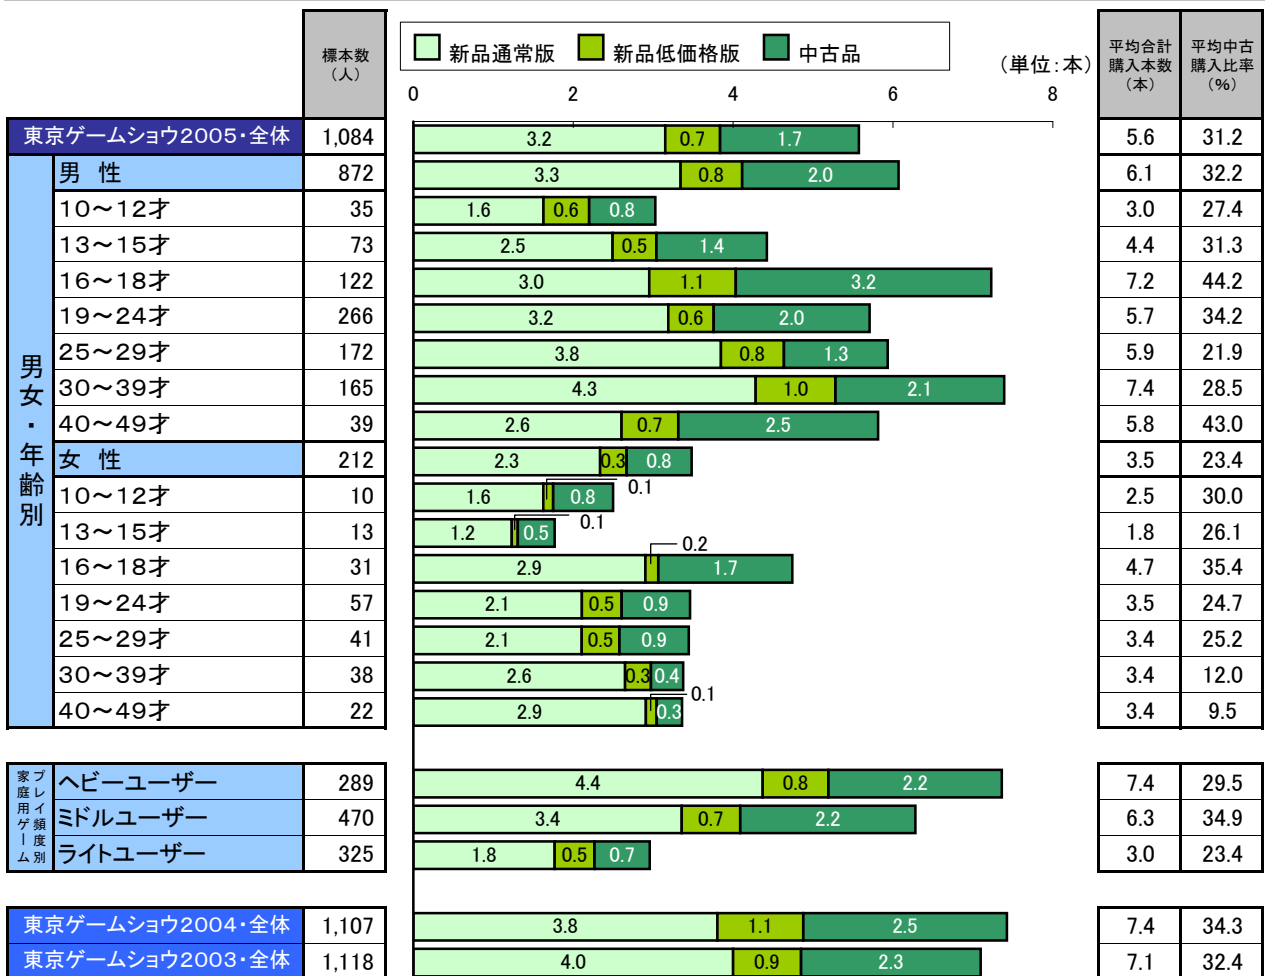 標本数
（人）
新品通常版 新品低価格版 中古品
（単位：本）
平均合計
購入本数
（本）
平均中古
購入比率
（%）
0 2 4 6 8
東京ゲームショウ2005・全体 1,084 3.2 0.7 1.7 5.6 31.2
男女・年齢別
男 性 872 3.3 0.8 2.0 6.1 32.2
10～12才 35 1.6 0.6 0.8 3.0 27.4
13～15才 73 2.5 0.5 1.4 4.4 31.3
16～18才 122 3.0 1.1 3.2 7.2 44.2
19～24才 266 3.2 0.6 2.0 5.7 34.2
25～29才 172 3.8 0.8 1.3 5.9 21.9
30～39才 165 4.3 1.0 2.1 7.4 28.5
40～49才 39 2.6 0.7 2.5 5.8 43.0
女 性 212 2.3 0.3 0.8 3.5 23.4
10～12才 10 1.6 0.1 0.8 2.5 30.0
13～15才 13 1.2 0.1 0.5 1.8 26.1
16～18才 31 2.9 0.2 1.7 4.7 35.4
19～24才 57 2.1 0.5 0.9 3.5 24.7
25～29才 41 2.1 0.5 0.9 3.4 25.2
30～39才 38 2.6 0.3 0.4 3.4 12.0
40～49才 22 2.9 0.1 0.3 3.4 9.5
家庭用ゲーム
プレイ頻度別
ヘビーユーザー 289 4.4 0.8 2.2 7.4 29.5
ミドルユーザー 470 3.4 0.7 2.2 6.3 34.9
ライトユーザー 325 1.8 0.5 0.7 3.0 23.4
東京ゲームショウ2004・全体 1,107 3.8 1.1 2.5 7.4 34.3
東京ゲームショウ2003・全体 1,118 4.0 0.9 2.3 7.1 32.4